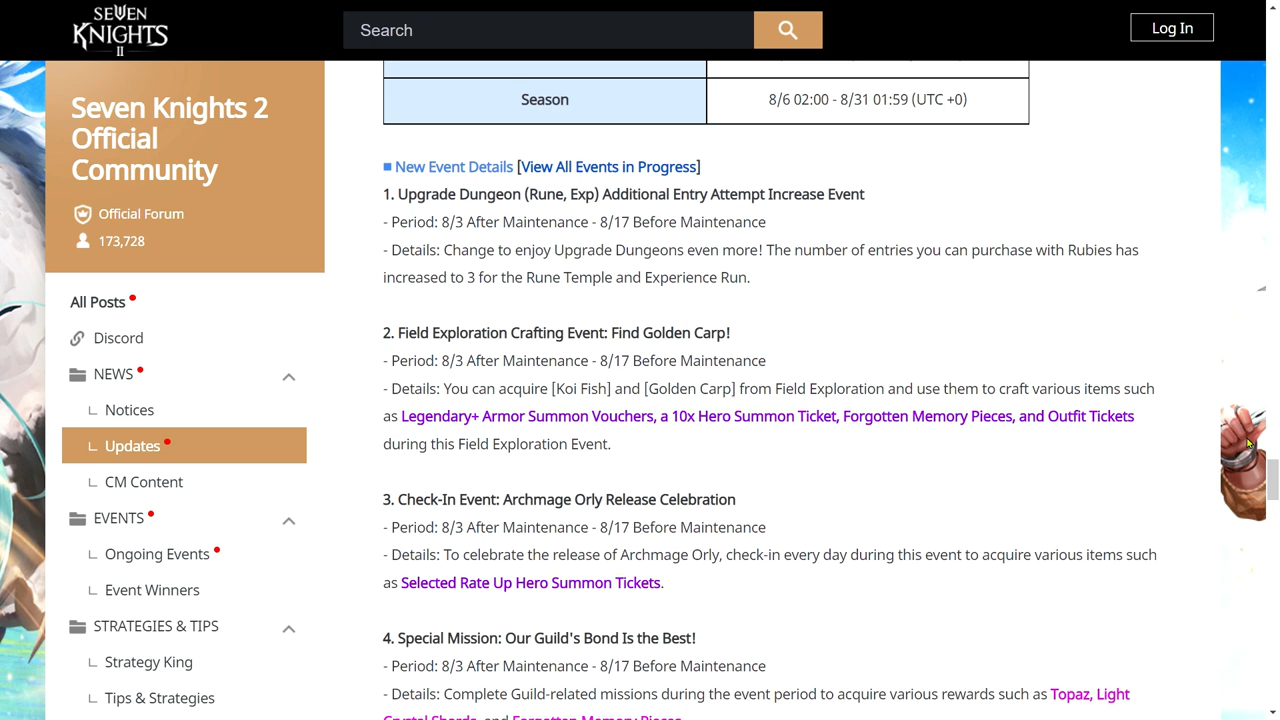 SEVEN KNIGHTS II
Search
Log In
Seven Knights 2
Official
Community
Official Forum
173,728
All Posts
Discord
NEWS
Notices
Updates
CM Content
EVENTS
Ongoing Events
Event Winners
STRATEGIES & TIPS
Strategy King
Tips & Strategies
Season
8/6 02:00 - 8/31 01:59 (UTC +0)
■ New Event Details [View All Events in Progress]
1. Upgrade Dungeon (Rune, Exp) Additional Entry Attempt Increase Event
- Period: 8/3 After Maintenance - 8/17 Before Maintenance
- Details: Change to enjoy Upgrade Dungeons even more! The number of entries you can purchase with Rubies has
increased to 3 for the Rune Temple and Experience Run.
2. Field Exploration Crafting Event: Find Golden Carp!
- Period: 8/3 After Maintenance - 8/17 Before Maintenance
- Details: You can acquire [Koi Fish] and [Golden Carp] from Field Exploration and use them to craft various items such
as Legendary+ Armor Summon Vouchers, a 10x Hero Summon Ticket, Forgotten Memory Pieces, and Outfit Tickets
during this Field Exploration Event.
3. Check-In Event: Archmage Orly Release Celebration
- Period: 8/3 After Maintenance - 8/17 Before Maintenance
- Details: To celebrate the release of Archmage Orly, check-in every day during this event to acquire various items such
as Selected Rate Up Hero Summon Tickets.
4. Special Mission: Our Guild's Bond Is the Best!
- Period: 8/3 After Maintenance - 8/17 Before Maintenance
- Details: Complete Guild-related missions during the event period to acquire various rewards such as Topaz, Light
Crystal Shards, and Forgotten Memory Pieces.